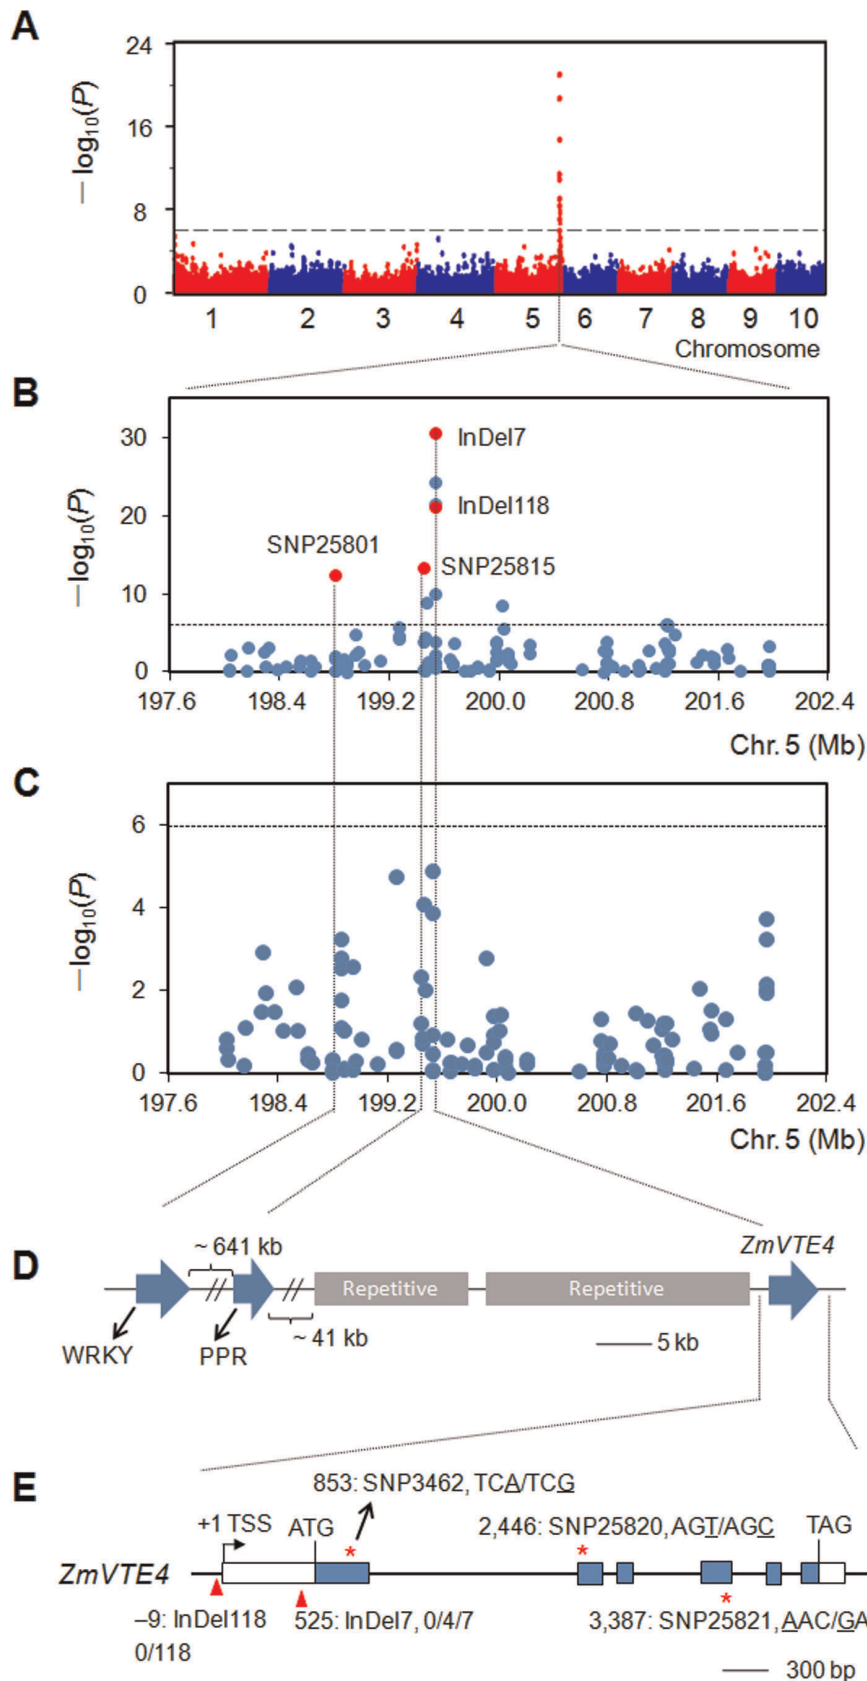 A
24
16
8
0
— log₁₀(P)
1 2 3 4 5 6 7 8 9 10
Chromosome
B
30
20
10
0
—log₁₀(P)
InDel7
InDel118
SNP25801
SNP25815
197.6 198.4 199.2 200.0 200.8 201.6 202.4
Chr. 5 (Mb)
C
6
4
2
0
—log₁₀(P)
197.6 198.4 199.2 200.0 200.8 201.6 202.4
Chr. 5 (Mb)
D
~ 641 kb
ZmVTE4
Repetitive
Repetitive
WRKY
PPR
~ 41 kb
5 kb
E
853: SNP3462, TCA/TCG
+1 TSS
ATG
2,446: SNP25820, AGT/AGC
TAG
*
*
ZmVTE4
*
–9: InDel118
0/118
525: InDel7, 0/4/7
3,387: SNP25821, AAC/GA
300 bp